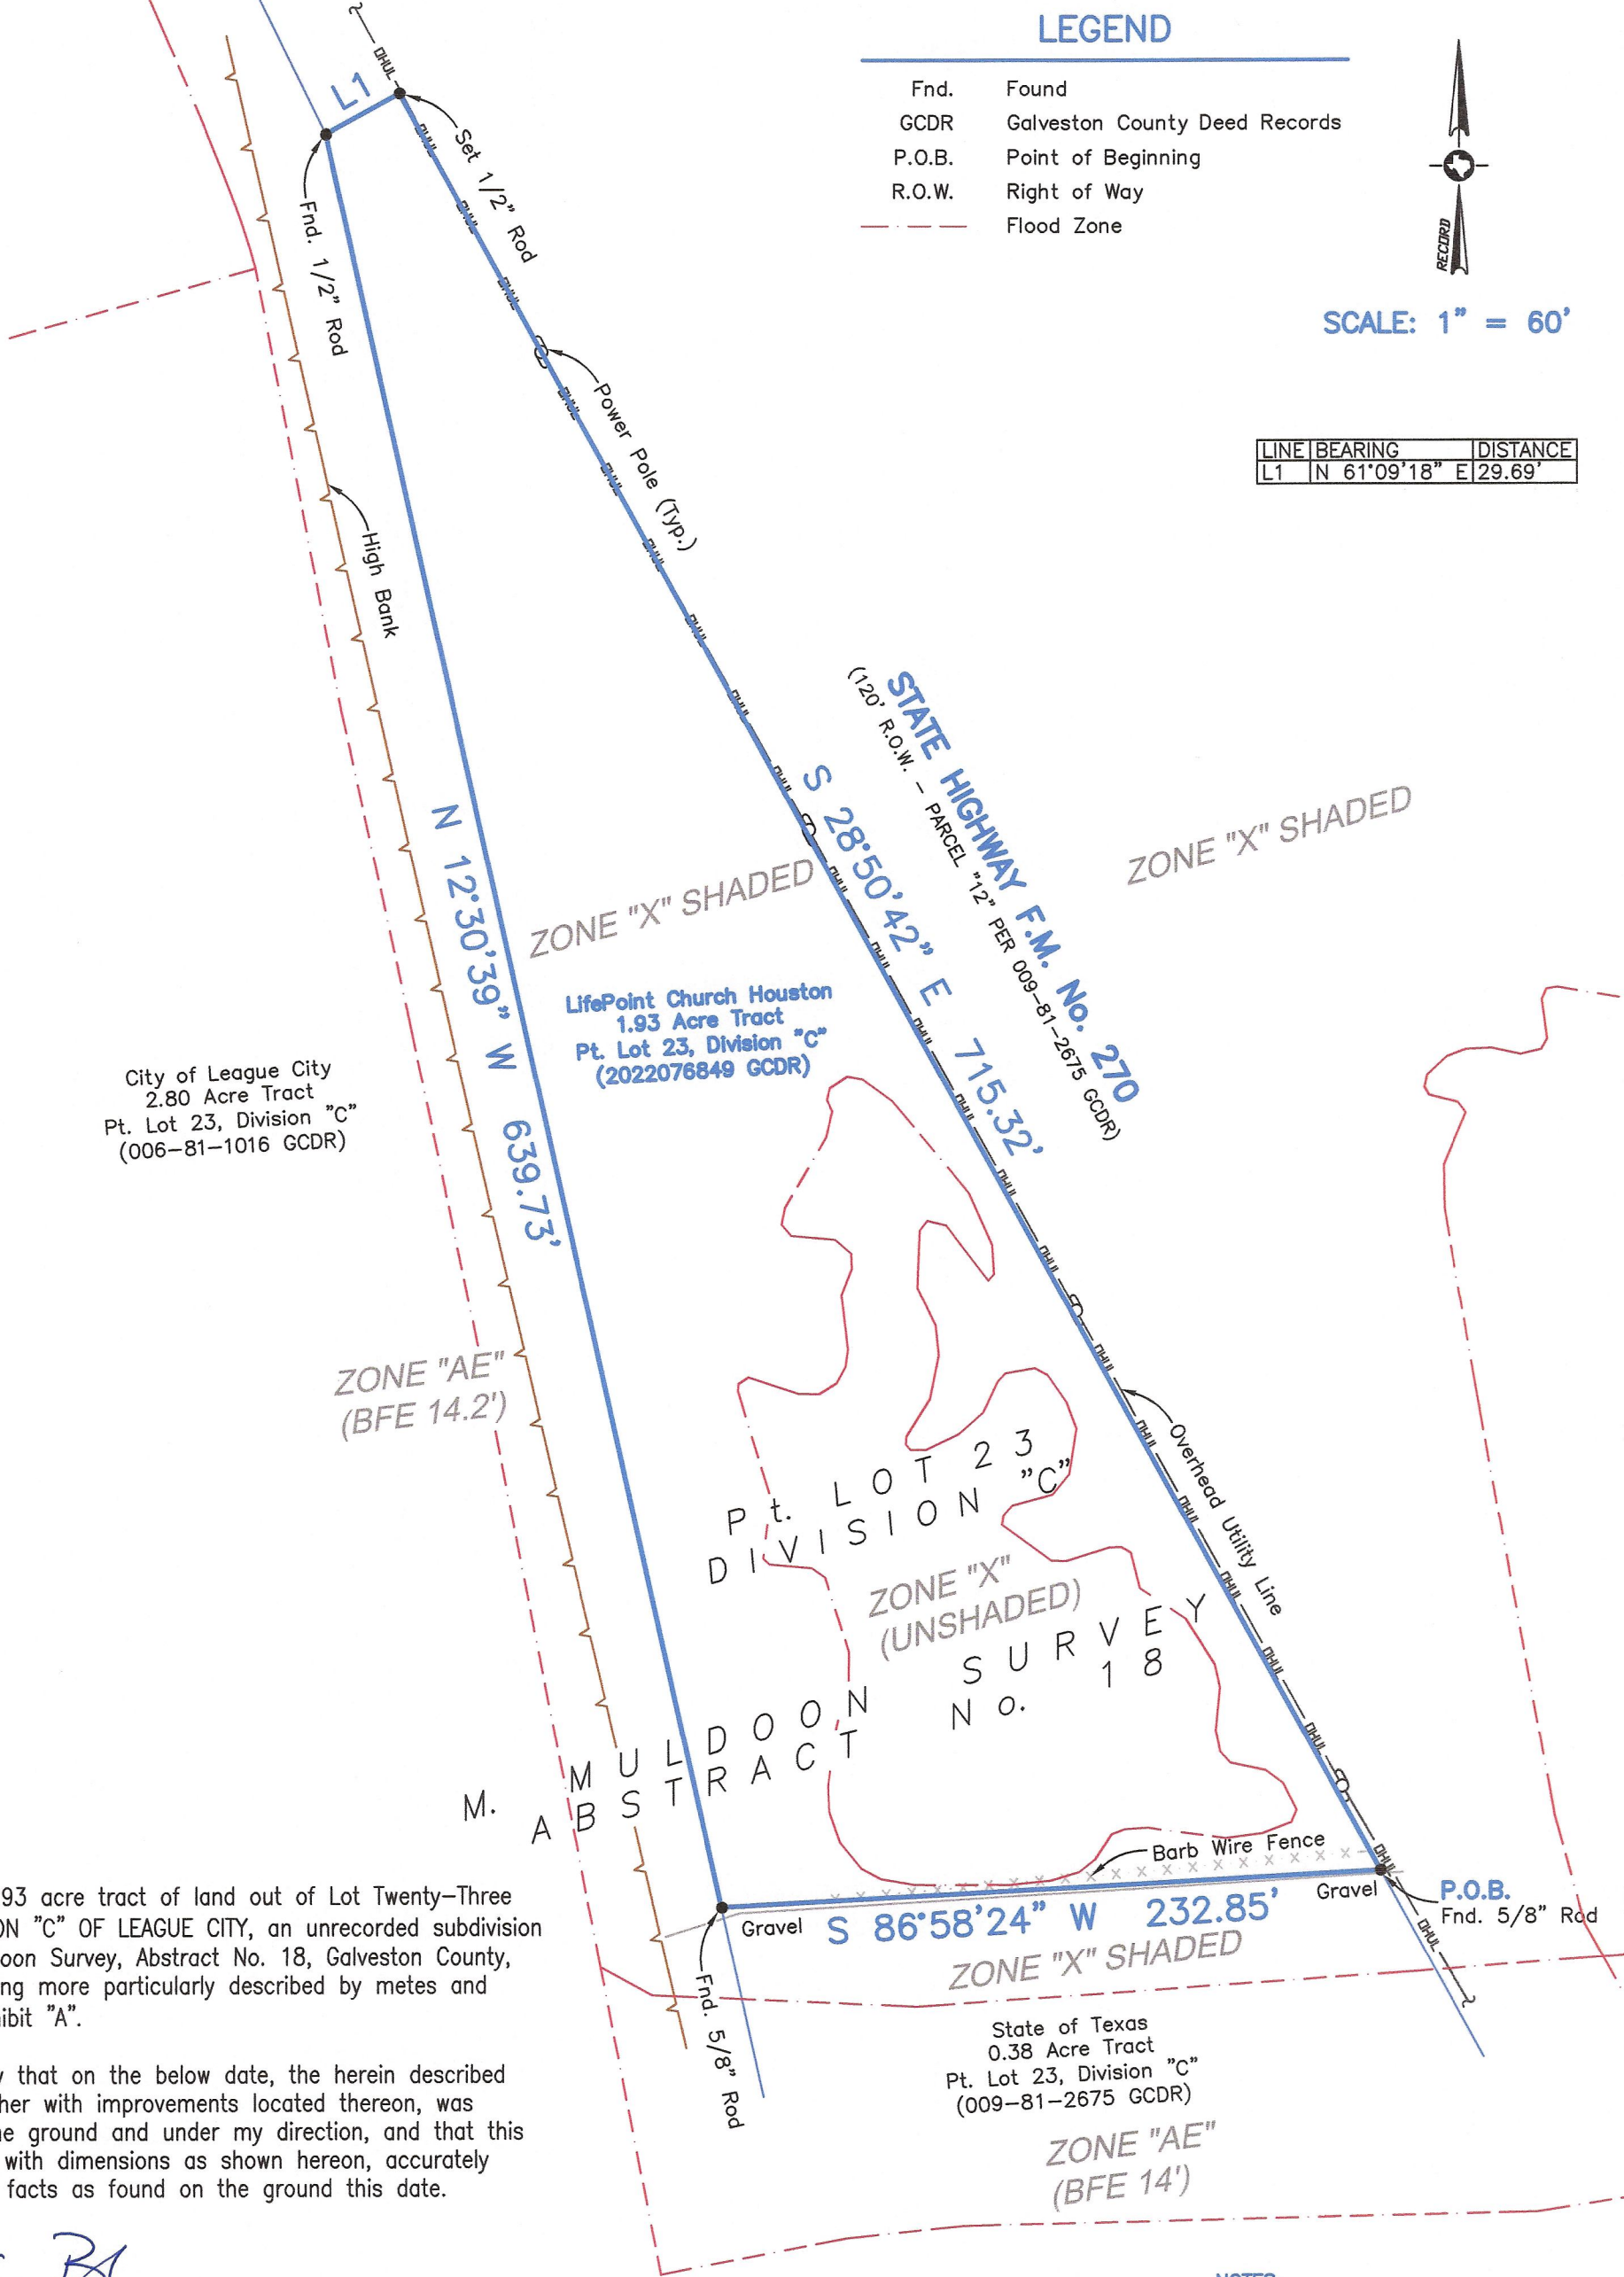 LEGEND
Fnd. Found
GCDR Galveston County Deed Records
P.O.B. Point of Beginning
R.O.W. Right of Way
Flood Zone
RECORD
SCALE: 1" = 60'
LINE BEARING DISTANCE
L1 N 61°09'18" E 29.69'
OHUL
L1
Set 1/2" Rod
Fnd. 1/2" Rod
Power Pole (Typ.)
High Bank
STATE HIGHWAY F.M. No. 270
(120' R.O.W. – PARCEL "12" PER 009–81–2675 GCDR)
S 28°50'42" E 715.32'
N 12°30'39" W 639.73'
ZONE "X" SHADED
ZONE "X" SHADED
LifePoint Church Houston
1.93 Acre Tract
Pt. Lot 23, Division "C"
(2022076849 GCDR)
City of League City
2.80 Acre Tract
Pt. Lot 23, Division "C"
(006–81–1016 GCDR)
ZONE "AE"
(BFE 14.2')
Overhead Utility Line
Pt. LOT 23
DIVISION "C"
ZONE "X"
(UNSHADED)
M. MULDOON SURVEY
ABSTRACT No. 18
Barb Wire Fence
Gravel
Gravel
P.O.B.
Fnd. 5/8" Rod
S 86°58'24" W 232.85'
ZONE "X" SHADED
Fnd. 5/8" Rod
State of Texas
0.38 Acre Tract
Pt. Lot 23, Division "C"
(009–81–2675 GCDR)
ZONE "AE"
(BFE 14')
93 acre tract of land out of Lot Twenty–Three
ON "C" OF LEAGUE CITY, an unrecorded subdivision
oon Survey, Abstract No. 18, Galveston County,
ng more particularly described by metes and
ibit "A".
that on the below date, the herein described
her with improvements located thereon, was
e ground and under my direction, and that this
with dimensions as shown hereon, accurately
facts as found on the ground this date.